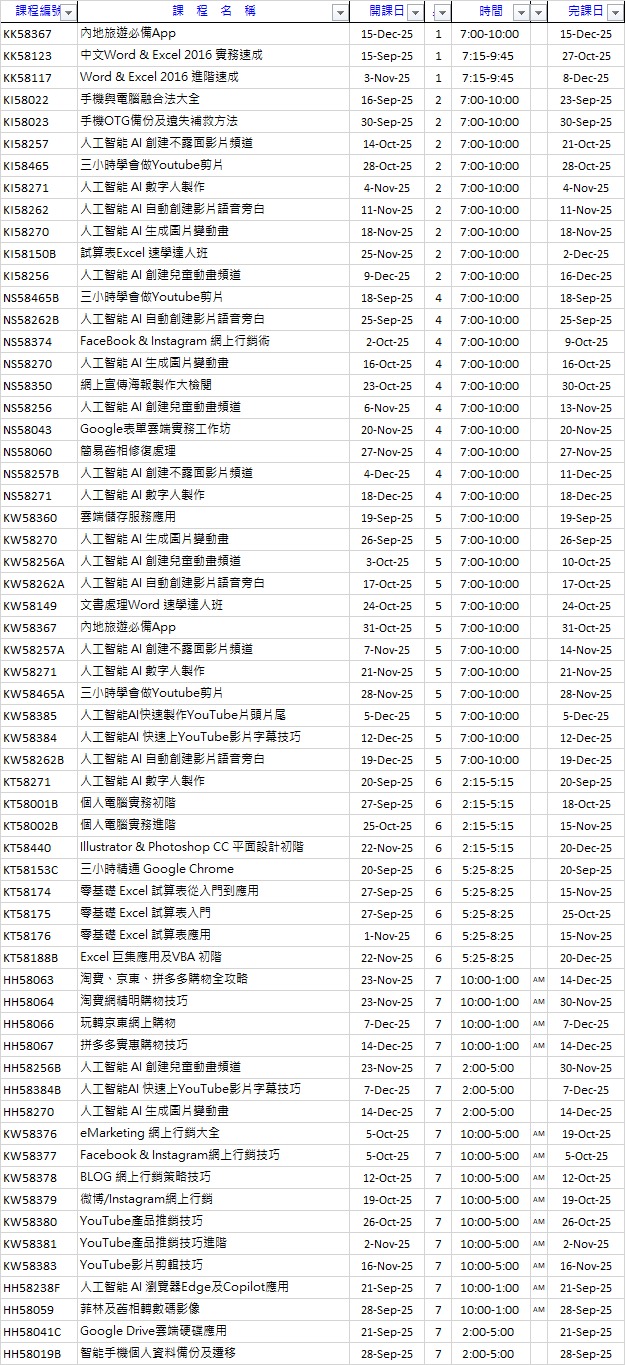 課程編號 課 程 名 稱 開課日 時間 完課日
KK58367 內地旅遊必備App 15-Dec-25 1 7:00-10:00 15-Dec-25
KK58123 中文Word & Excel 2016 實務速成 15-Sep-25 1 7:15-9:45 27-Oct-25
KK58117 Word & Excel 2016 進階速成 3-Nov-25 1 7:15-9:45 8-Dec-25
KI58022 手機與電腦融合法大全 16-Sep-25 2 7:00-10:00 23-Sep-25
KI58023 手機OTG備份及遺失補救方法 30-Sep-25 2 7:00-10:00 30-Sep-25
KI58257 人工智能 AI 創建不露面影片頻道 14-Oct-25 2 7:00-10:00 21-Oct-25
KI58465 三小時學會做Youtube剪片 28-Oct-25 2 7:00-10:00 28-Oct-25
KI58271 人工智能 AI 數字人製作 4-Nov-25 2 7:00-10:00 4-Nov-25
KI58262 人工智能 AI 自動創建影片語音旁白 11-Nov-25 2 7:00-10:00 11-Nov-25
KI58270 人工智能 AI 生成圖片變動畫 18-Nov-25 2 7:00-10:00 18-Nov-25
KI58150B 試算表Excel 速學達人班 25-Nov-25 2 7:00-10:00 2-Dec-25
KI58256 人工智能 AI 創建兒童動畫頻道 9-Dec-25 2 7:00-10:00 16-Dec-25
NS58465B 三小時學會做Youtube剪片 18-Sep-25 4 7:00-10:00 18-Sep-25
NS58262B 人工智能 AI 自動創建影片語音旁白 25-Sep-25 4 7:00-10:00 25-Sep-25
NS58374 FaceBook & Instagram 網上行銷術 2-Oct-25 4 7:00-10:00 9-Oct-25
NS58270 人工智能 AI 生成圖片變動畫 16-Oct-25 4 7:00-10:00 16-Oct-25
NS58350 網上宣傳海報製作大檢閱 23-Oct-25 4 7:00-10:00 30-Oct-25
NS58256 人工智能 AI 創建兒童動畫頻道 6-Nov-25 4 7:00-10:00 13-Nov-25
NS58043 Google表單雲端實務工作坊 20-Nov-25 4 7:00-10:00 20-Nov-25
NS58060 簡易舊相修復處理 27-Nov-25 4 7:00-10:00 27-Nov-25
NS58257B 人工智能 AI 創建不露面影片頻道 4-Dec-25 4 7:00-10:00 11-Dec-25
NS58271 人工智能 AI 數字人製作 18-Dec-25 4 7:00-10:00 18-Dec-25
KW58360 雲端儲存服務應用 19-Sep-25 5 7:00-10:00 19-Sep-25
KW58270 人工智能 AI 生成圖片變動畫 26-Sep-25 5 7:00-10:00 26-Sep-25
KW58256A 人工智能 AI 創建兒童動畫頻道 3-Oct-25 5 7:00-10:00 10-Oct-25
KW58262A 人工智能 AI 自動創建影片語音旁白 17-Oct-25 5 7:00-10:00 17-Oct-25
KW58149 文書處理Word 速學達人班 24-Oct-25 5 7:00-10:00 24-Oct-25
KW58367 內地旅遊必備App 31-Oct-25 5 7:00-10:00 31-Oct-25
KW58257A 人工智能 AI 創建不露面影片頻道 7-Nov-25 5 7:00-10:00 14-Nov-25
KW58271 人工智能 AI 數字人製作 21-Nov-25 5 7:00-10:00 21-Nov-25
KW58465A 三小時學會做Youtube剪片 28-Nov-25 5 7:00-10:00 28-Nov-25
KW58385 人工智能AI快速製作YouTube片頭片尾 5-Dec-25 5 7:00-10:00 5-Dec-25
KW58384 人工智能AI 快速上YouTube影片字幕技巧 12-Dec-25 5 7:00-10:00 12-Dec-25
KW58262B 人工智能 AI 自動創建影片語音旁白 19-Dec-25 5 7:00-10:00 19-Dec-25
KT58271 人工智能 AI 數字人製作 20-Sep-25 6 2:15-5:15 20-Sep-25
KT58001B 個人電腦實務初階 27-Sep-25 6 2:15-5:15 18-Oct-25
KT58002B 個人電腦實務進階 25-Oct-25 6 2:15-5:15 15-Nov-25
KT58440 Illustrator & Photoshop CC 平面設計初階 22-Nov-25 6 2:15-5:15 20-Dec-25
KT58153C 三小時精通 Google Chrome 20-Sep-25 6 5:25-8:25 20-Sep-25
KT58174 零基礎 Excel 試算表從入門到應用 27-Sep-25 6 5:25-8:25 15-Nov-25
KT58175 零基礎 Excel 試算表入門 27-Sep-25 6 5:25-8:25 25-Oct-25
KT58176 零基礎 Excel 試算表應用 1-Nov-25 6 5:25-8:25 15-Nov-25
KT58188B Excel 巨集應用及VBA 初階 22-Nov-25 6 5:25-8:25 20-Dec-25
HH58063 淘寶、京東、拼多多購物全攻略 23-Nov-25 7 10:00-1:00 AM 14-Dec-25
HH58064 淘寶網精明購物技巧 23-Nov-25 7 10:00-1:00 AM 30-Nov-25
HH58066 玩轉京東網上購物 7-Dec-25 7 10:00-1:00 AM 7-Dec-25
HH58067 拼多多實惠購物技巧 14-Dec-25 7 10:00-1:00 AM 14-Dec-25
HH58256B 人工智能 AI 創建兒童動畫頻道 23-Nov-25 7 2:00-5:00 30-Nov-25
HH58384B 人工智能AI 快速上YouTube影片字幕技巧 7-Dec-25 7 2:00-5:00 7-Dec-25
HH58270 人工智能 AI 生成圖片變動畫 14-Dec-25 7 2:00-5:00 14-Dec-25
KW58376 eMarketing 網上行銷大全 5-Oct-25 7 10:00-5:00 AM 19-Oct-25
KW58377 Facebook & Instagram網上行銷技巧 5-Oct-25 7 10:00-5:00 AM 5-Oct-25
KW58378 BLOG 網上行銷策略技巧 12-Oct-25 7 10:00-5:00 AM 12-Oct-25
KW58379 微博/Instagram網上行銷 19-Oct-25 7 10:00-5:00 AM 19-Oct-25
KW58380 YouTube產品推銷技巧 26-Oct-25 7 10:00-5:00 AM 26-Oct-25
KW58381 YouTube產品推銷技巧進階 2-Nov-25 7 10:00-5:00 AM 2-Nov-25
KW58383 YouTube影片剪輯技巧 16-Nov-25 7 10:00-5:00 AM 16-Nov-25
HH58238F 人工智能 AI 瀏覽器Edge及Copilot應用 21-Sep-25 7 10:00-1:00 AM 21-Sep-25
HH58059 菲林及舊相轉數碼影像 28-Sep-25 7 10:00-1:00 AM 28-Sep-25
HH58041C Google Drive雲端硬碟應用 21-Sep-25 7 2:00-5:00 21-Sep-25
HH58019B 智能手機個人資料備份及遷移 28-Sep-25 7 2:00-5:00 28-Sep-25